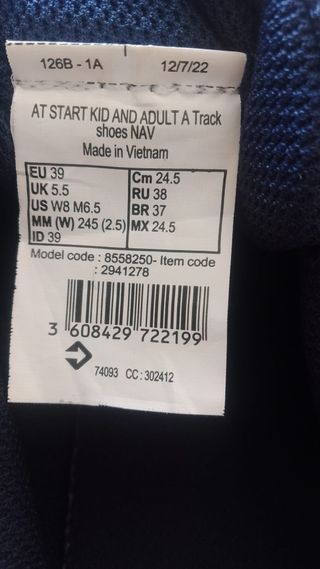 126B - 1A 12/7/22
AT START KID AND ADULT A Track
shoes NAV
Made in Vietnam
EU 39 Cm 24.5
UK 5.5 RU 38
US W8 M6.5 BR 37
MM (W) 245 (2.5) MX 24.5
ID 39
Model code : 8558250- Item code
: 2941278
3 608429 722199
74093 CC : 302412